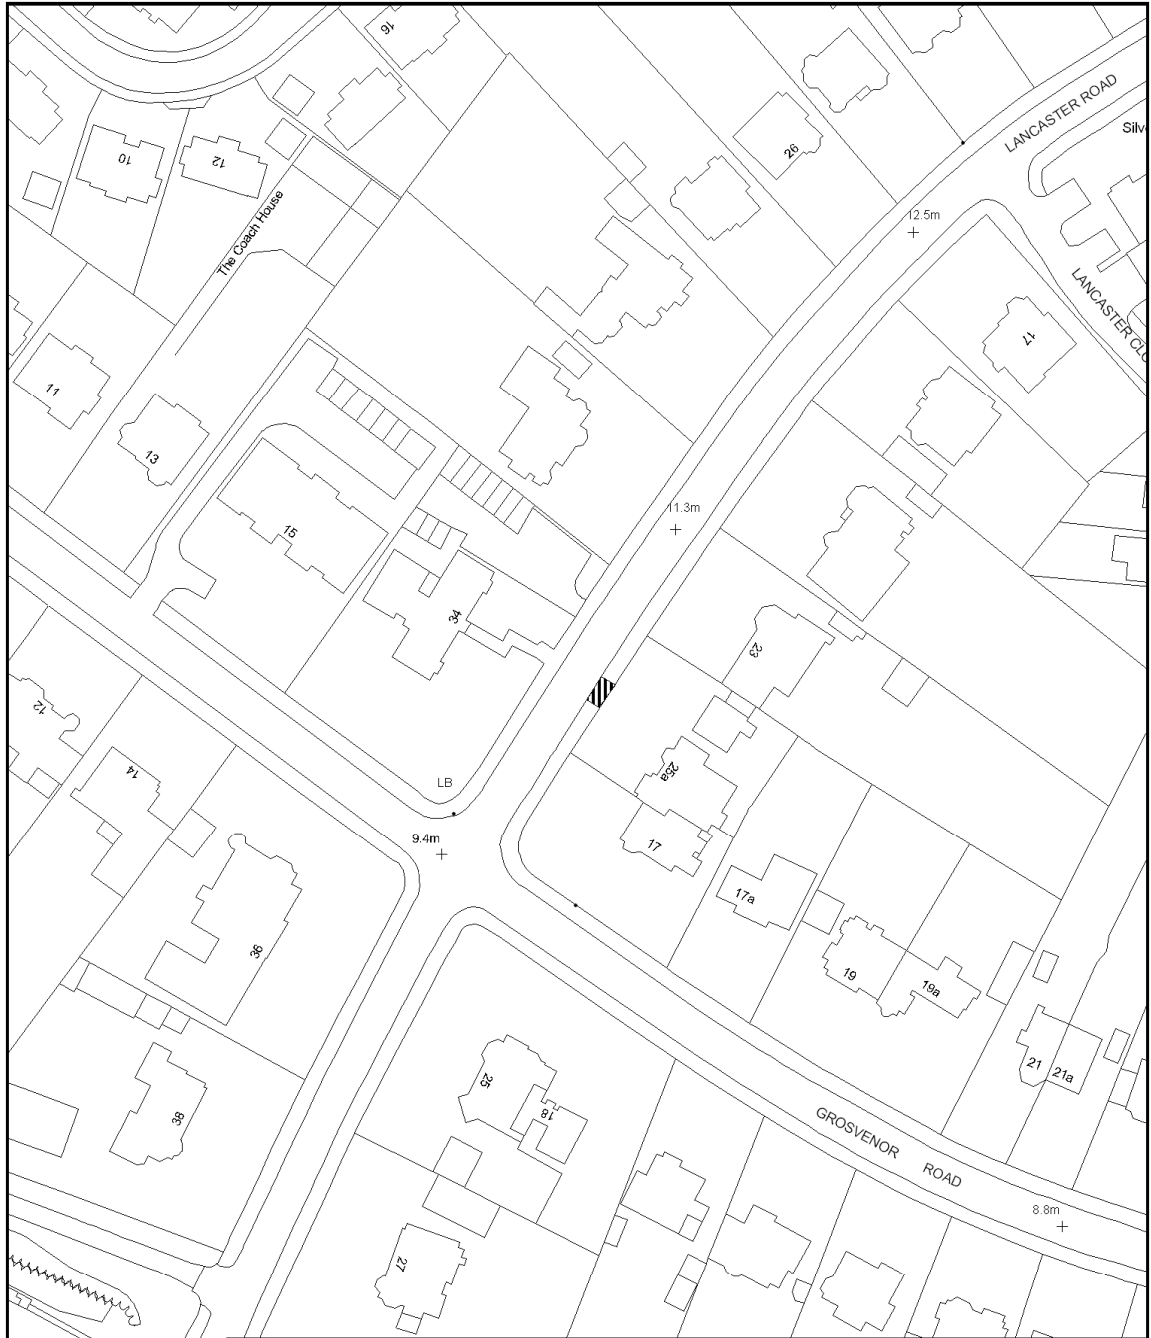 16
LANCASTER ROAD
Silv
10
12
26
12.5m
The Coach House
LANCASTER CLO
17
11
13
11.3m
15
34
23
12
14
25a
LB
9.4m
17
17a
36
19
19a
21
21a
25
18
38
GROSVENOR ROAD
8.8m
27